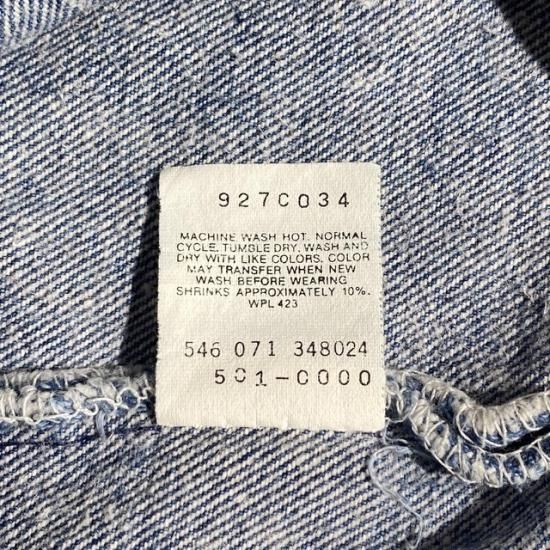 927C034
MACHINE WASH HOT. NORMAL
CYCLE. TUMBLE DRY. WASH AND
DRY WITH LIKE COLORS. COLOR
MAY TRANSFER WHEN NEW
WASH BEFORE WEARING
SHRINKS APPROXIMATELY 10%.
WPL 423
546 071 348024
501-0000